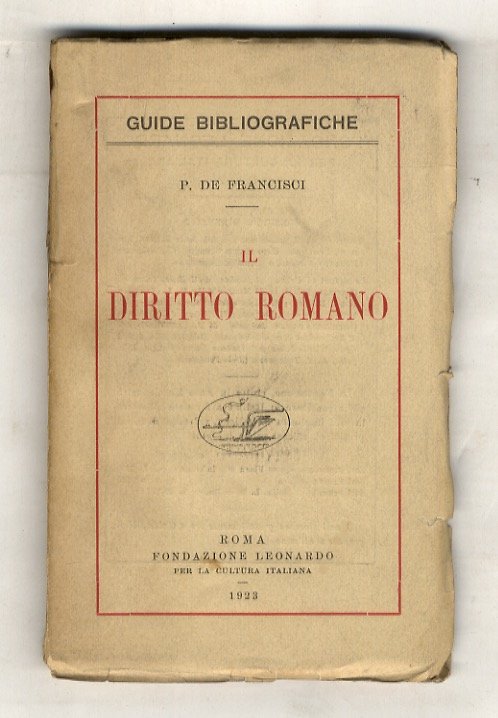 GUIDE BIBLIOGRAFICHE
P. DE FRANCISCI
IL
DIRITTO ROMANO
ROMA
FONDAZIONE LEONARDO
PER LA CULTURA ITALIANA
1923